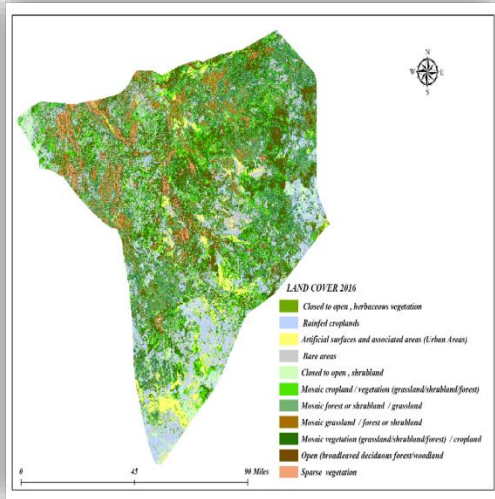 N
W E
S
LAND COVER 2016
Closed to open , herbaceous vegetation
Rainfed croplands
Artificial surfaces and associated areas (Urban Areas)
Bare areas
Closed to open , shrubland
Mosaic cropland / vegetation (grassland/shrubland/forest)
Mosaic forest or shrubland / grassland
Mosaic grassland / forest or shrubland
Mosaic vegetation (grassland/shrubland/forest) / cropland
Open (broadleaved deciduous forest/woodland
Sparse vegetation
0 45 90 Miles